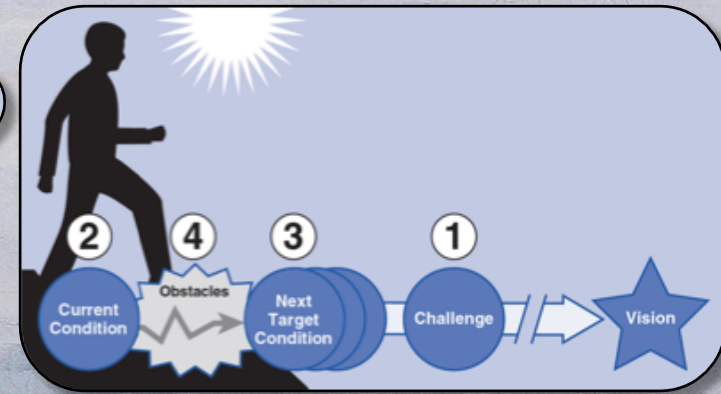 2
4
3
1
Current
Condition
Obstacles
Next
Target
Condition
Challenge
Vision